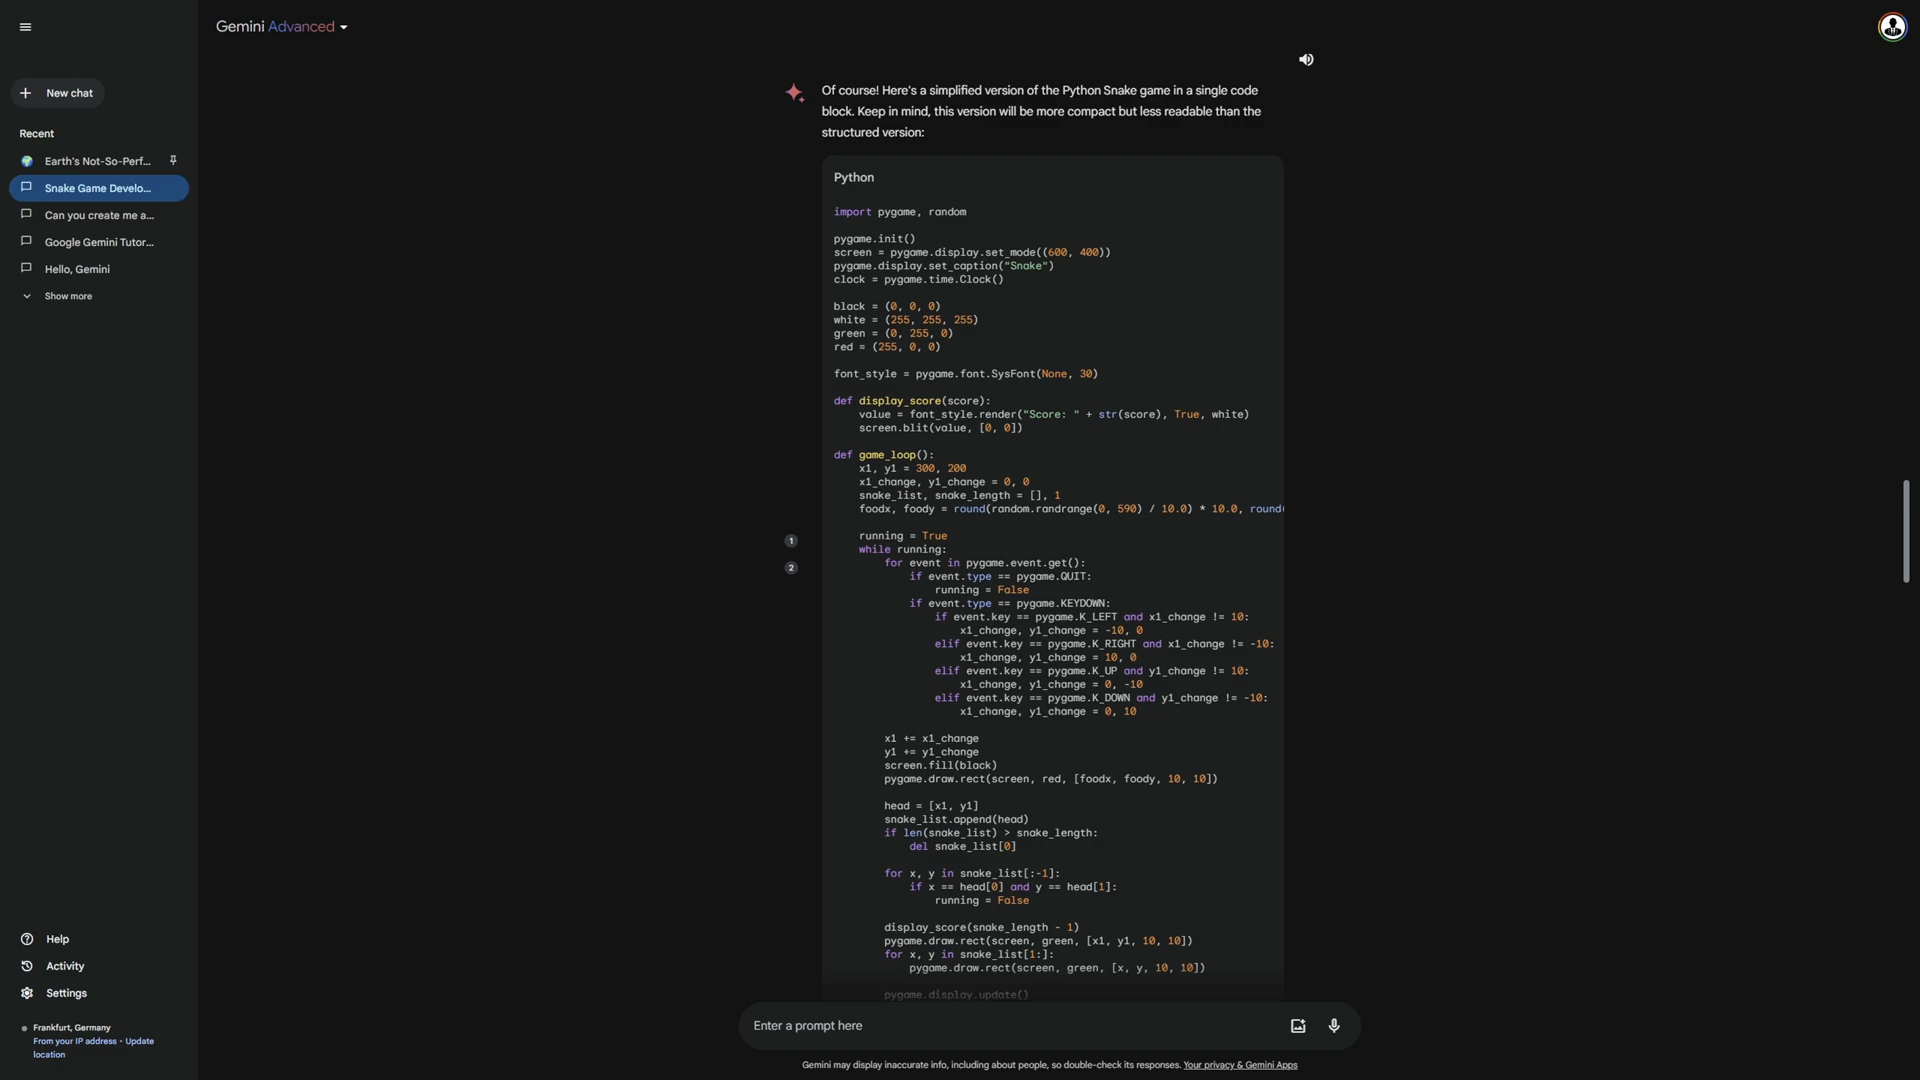 Gemini Advanced
New chat
Recent
Earth's Not-So-Perf...
Snake Game Develo...
Can you create me a...
Google Gemini Tutor...
Hello, Gemini
Show more
Help
Activity
Settings
Frankfurt, Germany
From your IP address • Update
location
Of course! Here's a simplified version of the Python Snake game in a single code
block. Keep in mind, this version will be more compact but less readable than the
structured version:
Python
import pygame, random
pygame.init()
screen = pygame.display.set_mode((600, 400))
pygame.display.set_caption("Snake")
clock = pygame.time.Clock()
black = (0, 0, 0)
white = (255, 255, 255)
green = (0, 255, 0)
red = (255, 0, 0)
font_style = pygame.font.SysFont(None, 30)
def display_score(score):
    value = font_style.render("Score: " + str(score), True, white)
    screen.blit(value, [0, 0])
def game_loop():
    x1, y1 = 300, 200
    x1_change, y1_change = 0, 0
    snake_list, snake_length = [], 1
    foodx, foody = round(random.randrange(0, 590) / 10.0) * 10.0, round(
    running = True
1
    while running:
        for event in pygame.event.get():
2
            if event.type == pygame.QUIT:
                running = False
            if event.type == pygame.KEYDOWN:
                if event.key == pygame.K_LEFT and x1_change != 10:
                    x1_change, y1_change = -10, 0
                elif event.key == pygame.K_RIGHT and x1_change != -10:
                    x1_change, y1_change = 10, 0
                elif event.key == pygame.K_UP and y1_change != 10:
                    x1_change, y1_change = 0, -10
                elif event.key == pygame.K_DOWN and y1_change != -10:
                    x1_change, y1_change = 0, 10
        x1 += x1_change
        y1 += y1_change
        screen.fill(black)
        pygame.draw.rect(screen, red, [foodx, foody, 10, 10])
        head = [x1, y1]
        snake_list.append(head)
        if len(snake_list) > snake_length:
            del snake_list[0]
        for x, y in snake_list[:-1]:
            if x == head[0] and y == head[1]:
                running = False
        display_score(snake_length - 1)
        pygame.draw.rect(screen, green, [x1, y1, 10, 10])
        for x, y in snake_list[1:]:
            pygame.draw.rect(screen, green, [x, y, 10, 10])
        pygame.display.update()
Enter a prompt here
Gemini may display inaccurate info, including about people, so double-check its responses. Your privacy & Gemini Apps